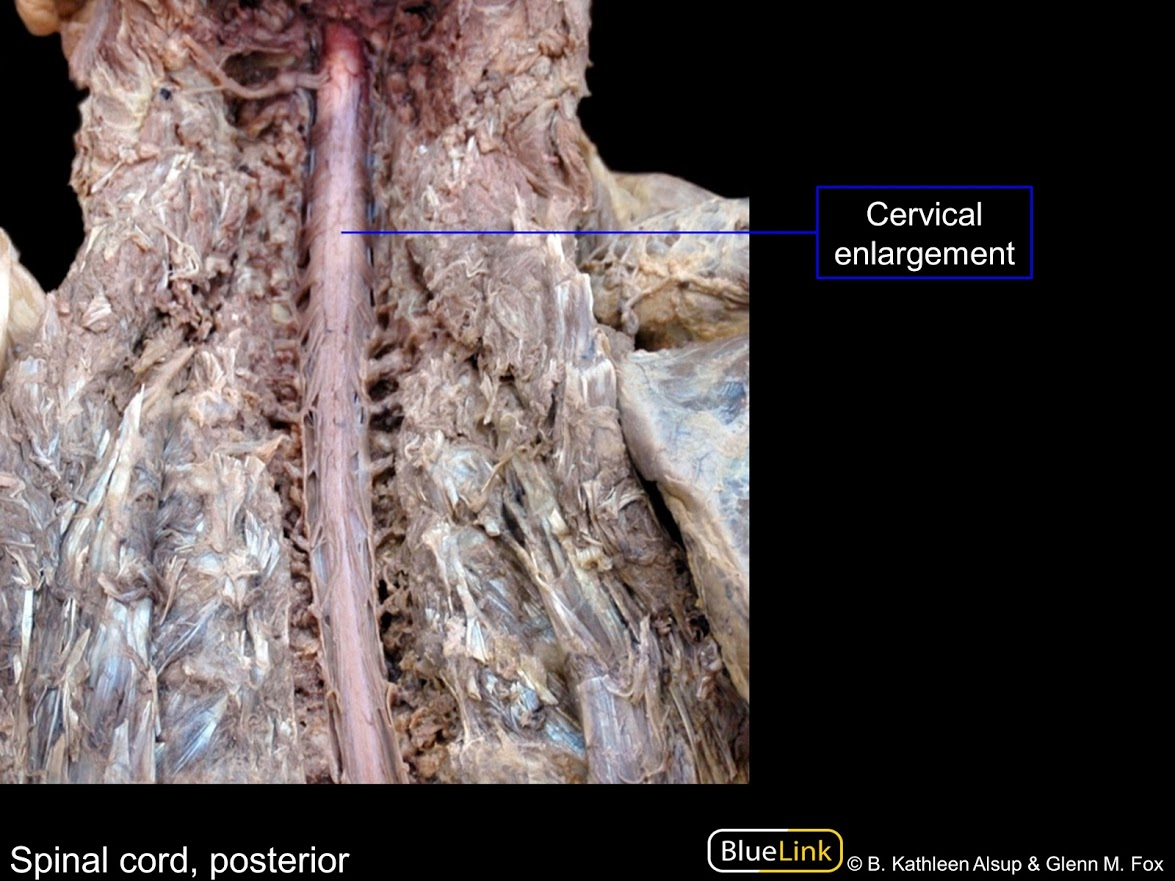 Cervical
enlargement
Spinal cord, posterior
BlueLink
© B. Kathleen Alsup & Glenn M. Fox